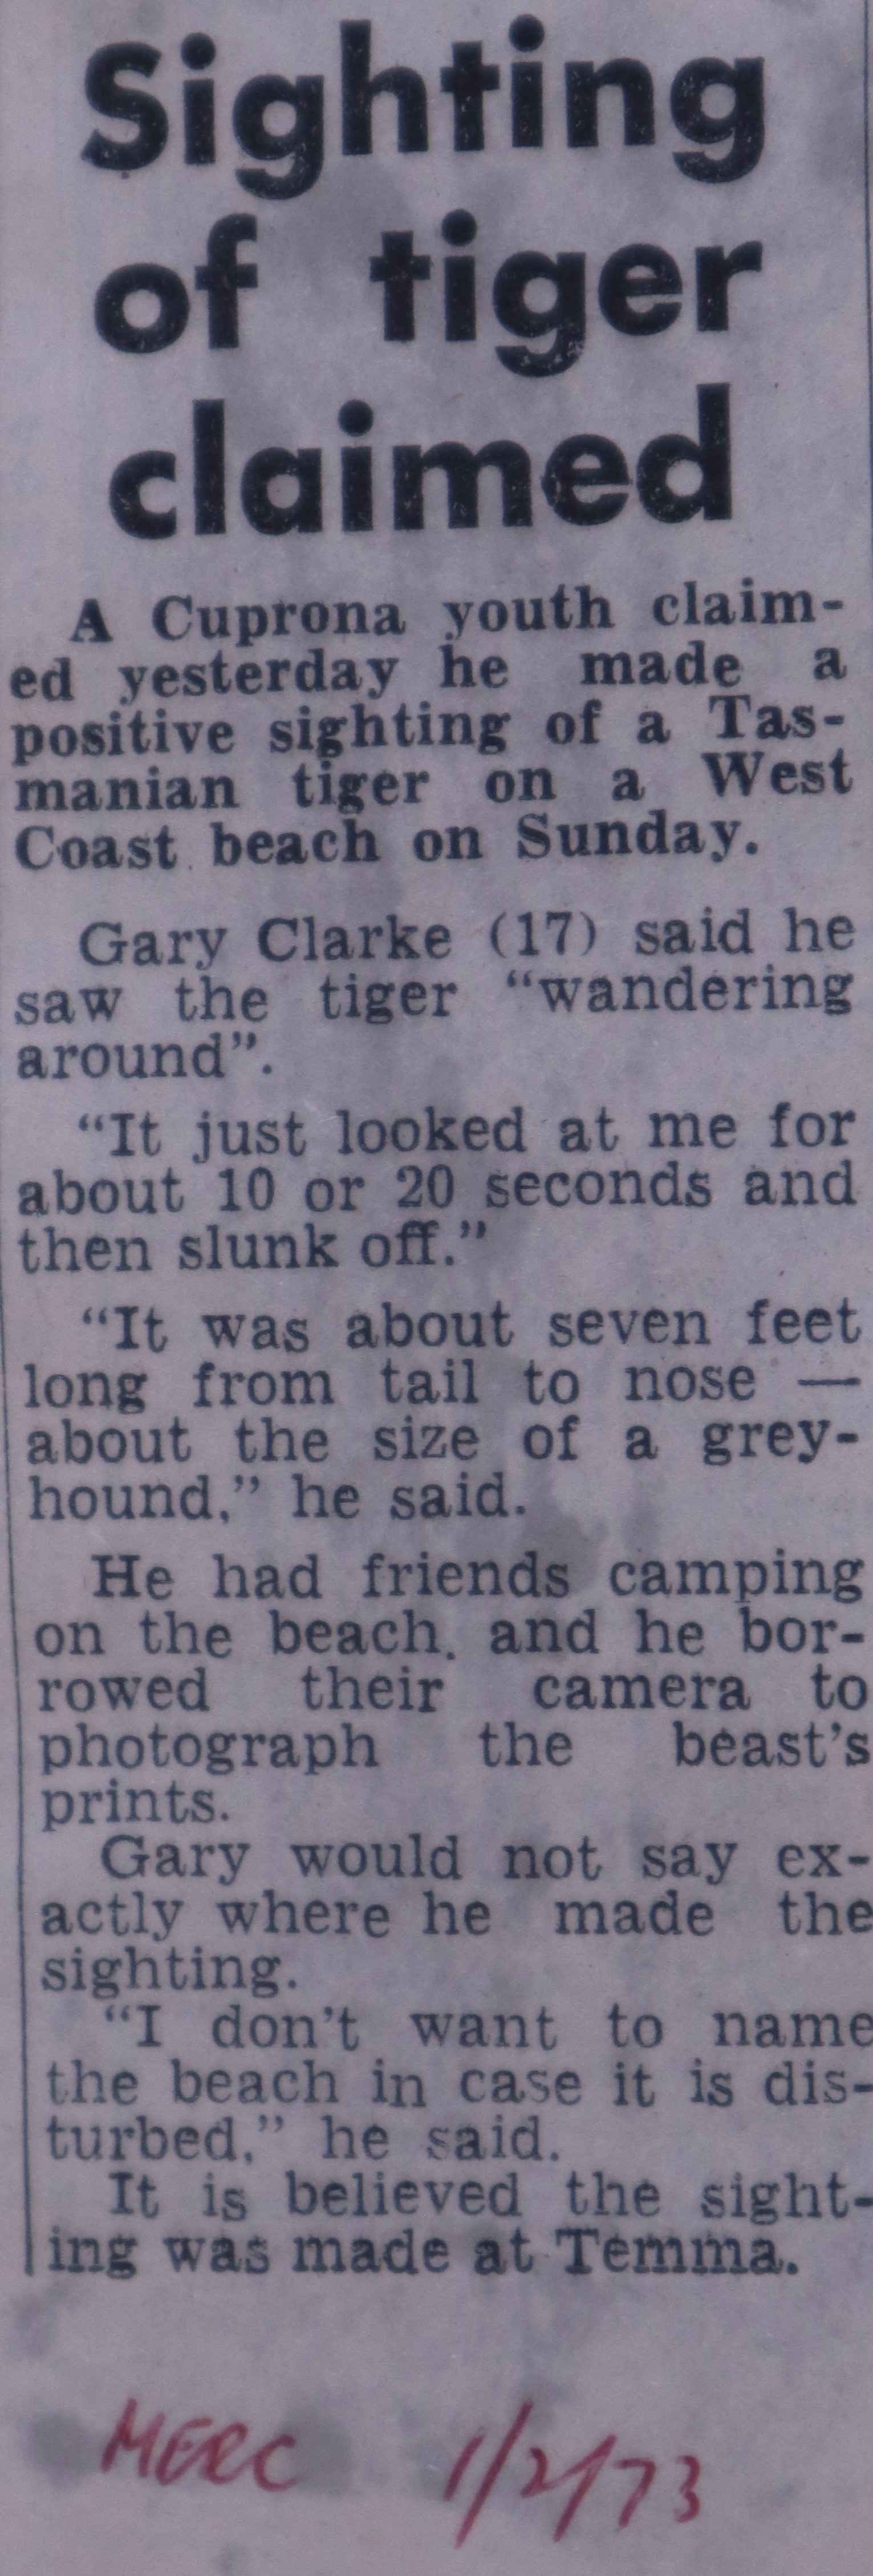 Sighting
of tiger
claimed
A Cuprona youth claim-
ed yesterday he made a
positive sighting of a Tas-
manian tiger on a West
Coast beach on Sunday.
Gary Clarke (17) said he
saw the tiger “wandering
around”.
“It just looked at me for
about 10 or 20 seconds and
then slunk off.”
“It was about seven feet
long from tail to nose —
about the size of a grey-
hound,” he said.
He had friends camping
on the beach, and he bor-
rowed their camera to
photograph the beast’s
prints.
Gary would not say ex-
actly where he made the
sighting.
“I don’t want to name
the beach in case it is dis-
turbed,” he said.
It is believed the sight-
ing was made at Temma.
MERC 1/2/73